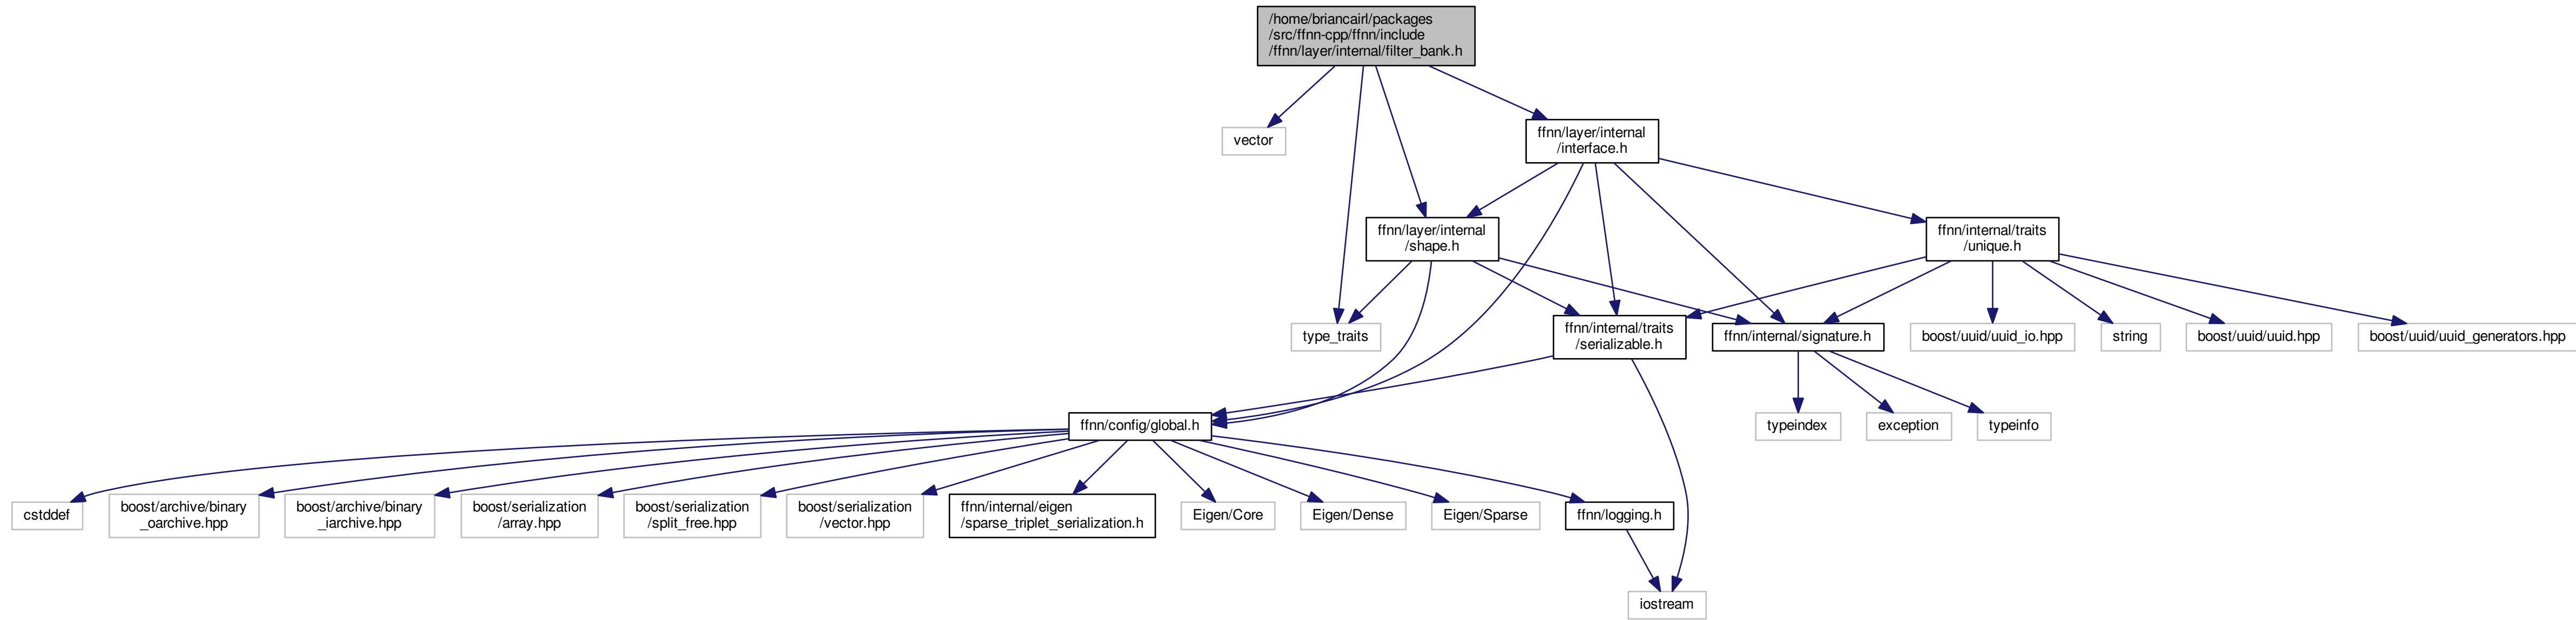 /home/briancairl/packages
/src/ffnn-cpp/ffnn/include
/ffnn/layer/internal/filter_bank.h
vector
ffnn/layer/internal
/interface.h
ffnn/layer/internal
/shape.h
ffnn/internal/traits
/unique.h
type_traits
ffnn/internal/traits
/serializable.h
ffnn/internal/signature.h
boost/uuid/uuid_io.hpp
string
boost/uuid/uuid.hpp
boost/uuid/uuid_generators.hpp
ffnn/config/global.h
typeindex
exception
typeinfo
cstddef
boost/archive/binary
_oarchive.hpp
boost/archive/binary
_iarchive.hpp
boost/serialization
/array.hpp
boost/serialization
/split_free.hpp
boost/serialization
/vector.hpp
ffnn/internal/eigen
/sparse_triplet_serialization.h
Eigen/Core
Eigen/Dense
Eigen/Sparse
ffnn/logging.h
iostream